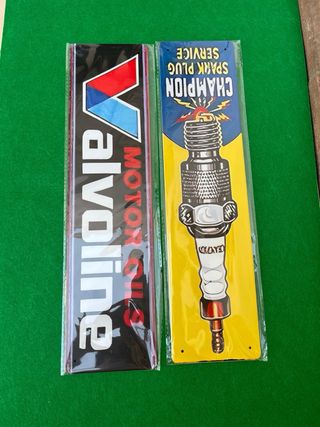 Valvoline
MOTOR OILS
CHAMPION
SPARK PLUG
SERVICE